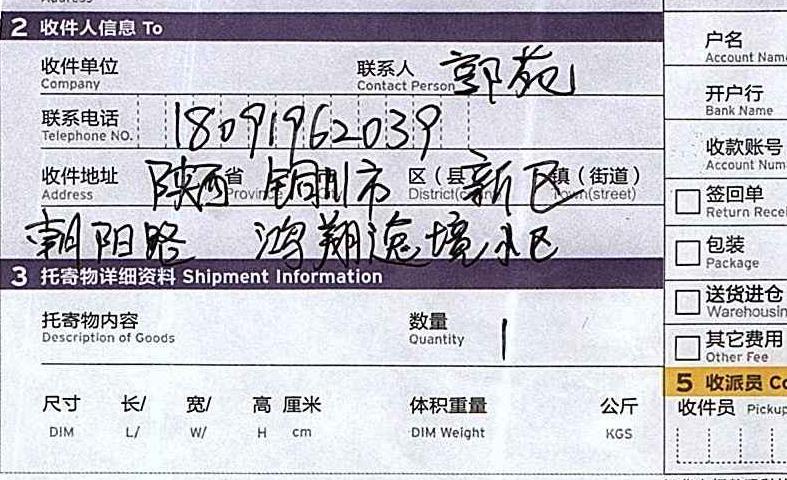 2 收件人信息 To
收件单位 联系人 郭苑
Company Contact Person
联系电话 18091962039
Telephone NO.
收件地址 陕西 省 铜川市 区（县） 新区 镇（街道）
Address Province District(county) Town(street)
朝阳路 鸿翔逸境小区
3 托寄物详细资料 Shipment Information
托寄物内容 数量 1
Description of Goods Quantity
尺寸 长/ 宽/ 高 厘米 体积重量 公斤
DIM L/ W/ H cm DIM Weight KGS
户名
Account Name
开户行
Bank Name
收款账号
Account Num
签回单
Return Recei
包装
Package
送货进仓
Warehousin
其它费用
Other Fee
5 收派员 Co
收件员 Pickup